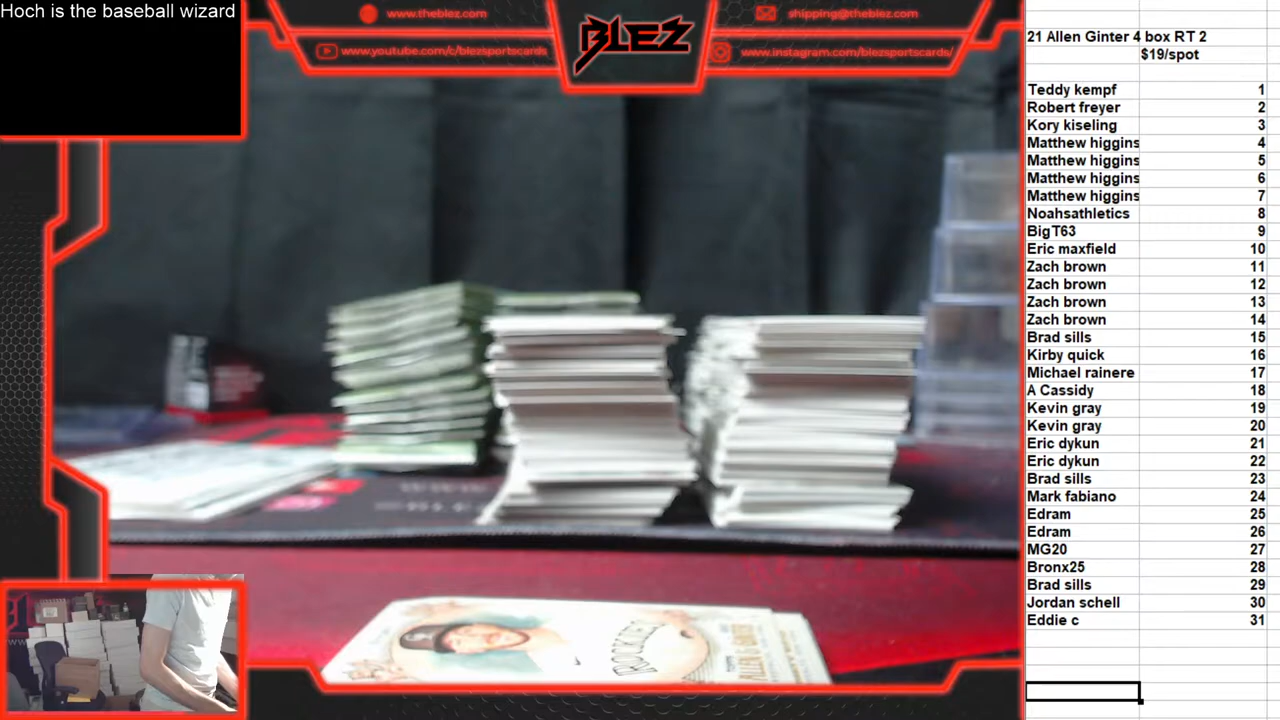 Hoch is the baseball wizard
www.theblez.com
shipping@theblez.com
BLEZ
www.youtube.com/c/blezsportscards
www.instagram.com/blezsportscards/
21 Allen Ginter 4 box RT 2
$19/spot
Teddy kempf 1
Robert freyer 2
Kory kiseling 3
Matthew higgins 4
Matthew higgins 5
Matthew higgins 6
Matthew higgins 7
Noahsathletics 8
BigT63 9
Eric maxfield 10
Zach brown 11
Zach brown 12
Zach brown 13
Zach brown 14
Brad sills 15
Kirby quick 16
Michael rainere 17
A Cassidy 18
Kevin gray 19
Kevin gray 20
Eric dykun 21
Eric dykun 22
Brad sills 23
Mark fabiano 24
Edram 25
Edram 26
MG20 27
Bronx25 28
Brad sills 29
Jordan schell 30
Eddie c 31
ROOKIE
ALLEN & GINTER